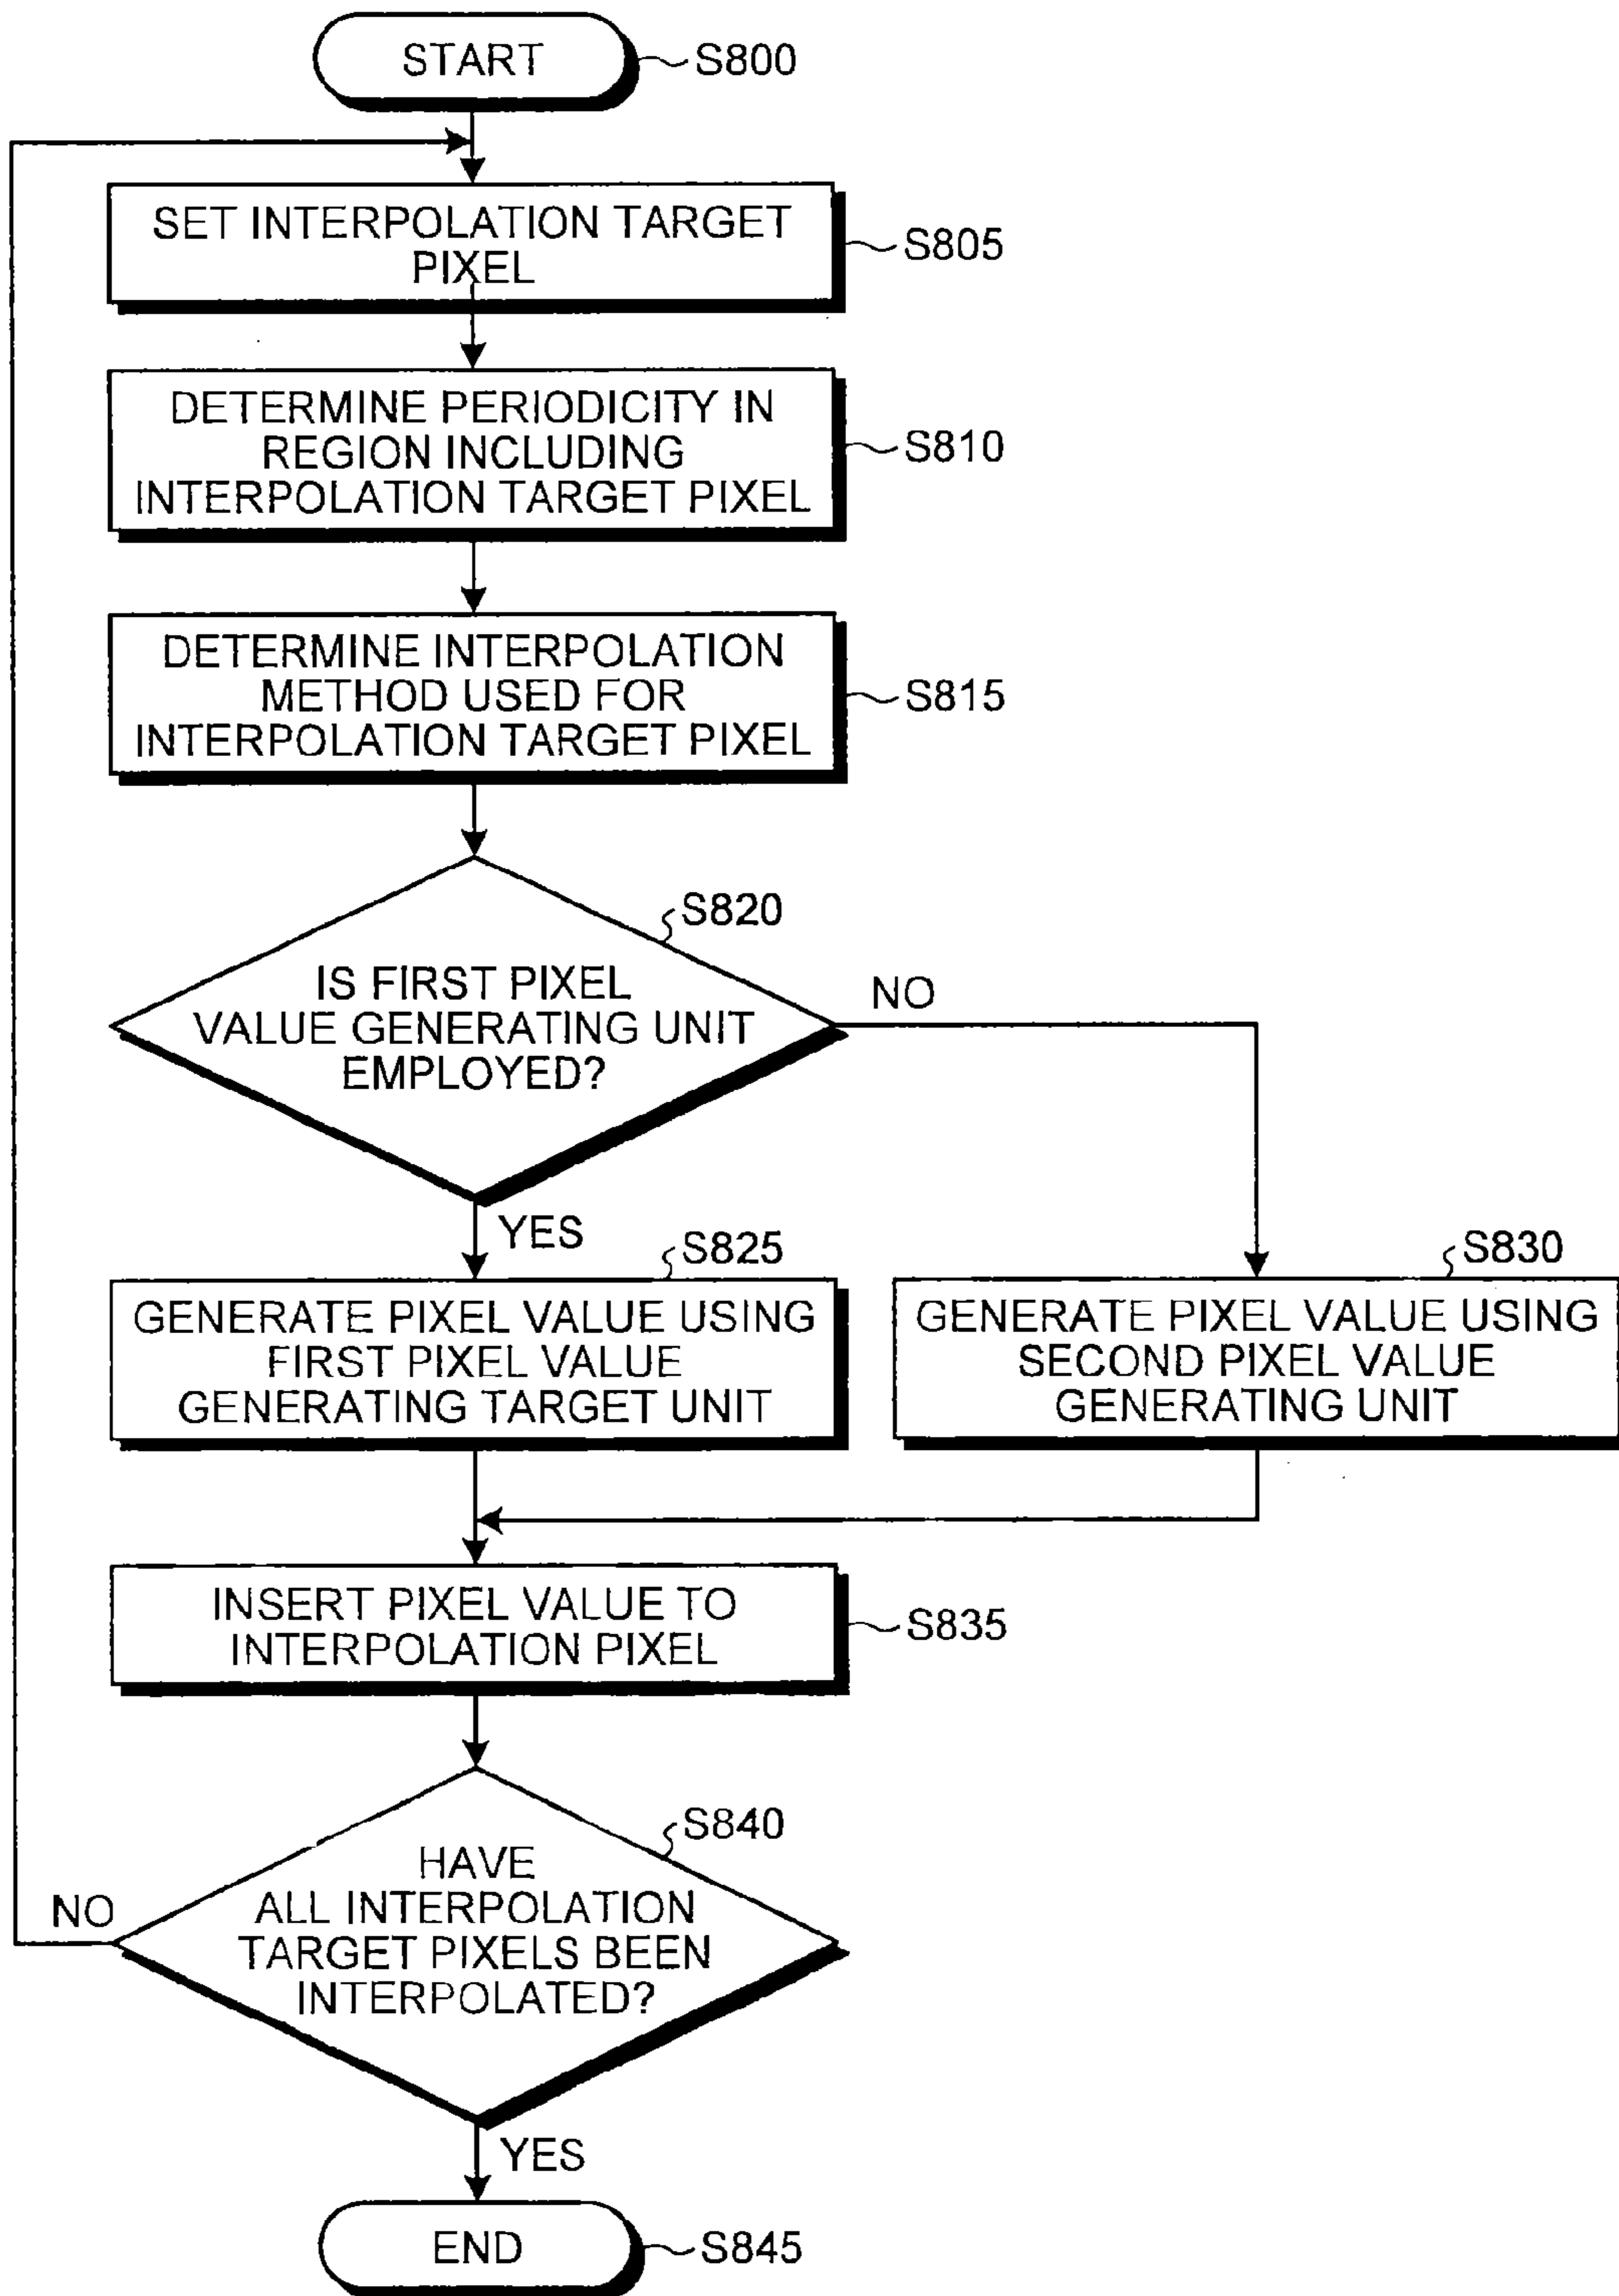 START
S800
SET INTERPOLATION TARGET
PIXEL
S805
DETERMINE PERIODICITY IN
REGION INCLUDING
INTERPOLATION TARGET PIXEL
S810
DETERMINE INTERPOLATION
METHOD USED FOR
INTERPOLATION TARGET PIXEL
S815
S820
IS FIRST PIXEL
VALUE GENERATING UNIT
EMPLOYED?
NO
YES
S825
GENERATE PIXEL VALUE USING
FIRST PIXEL VALUE
GENERATING TARGET UNIT
S830
GENERATE PIXEL VALUE USING
SECOND PIXEL VALUE
GENERATING UNIT
INSERT PIXEL VALUE TO
INTERPOLATION PIXEL
S835
S840
HAVE
ALL INTERPOLATION
TARGET PIXELS BEEN
INTERPOLATED?
NO
YES
END
S845